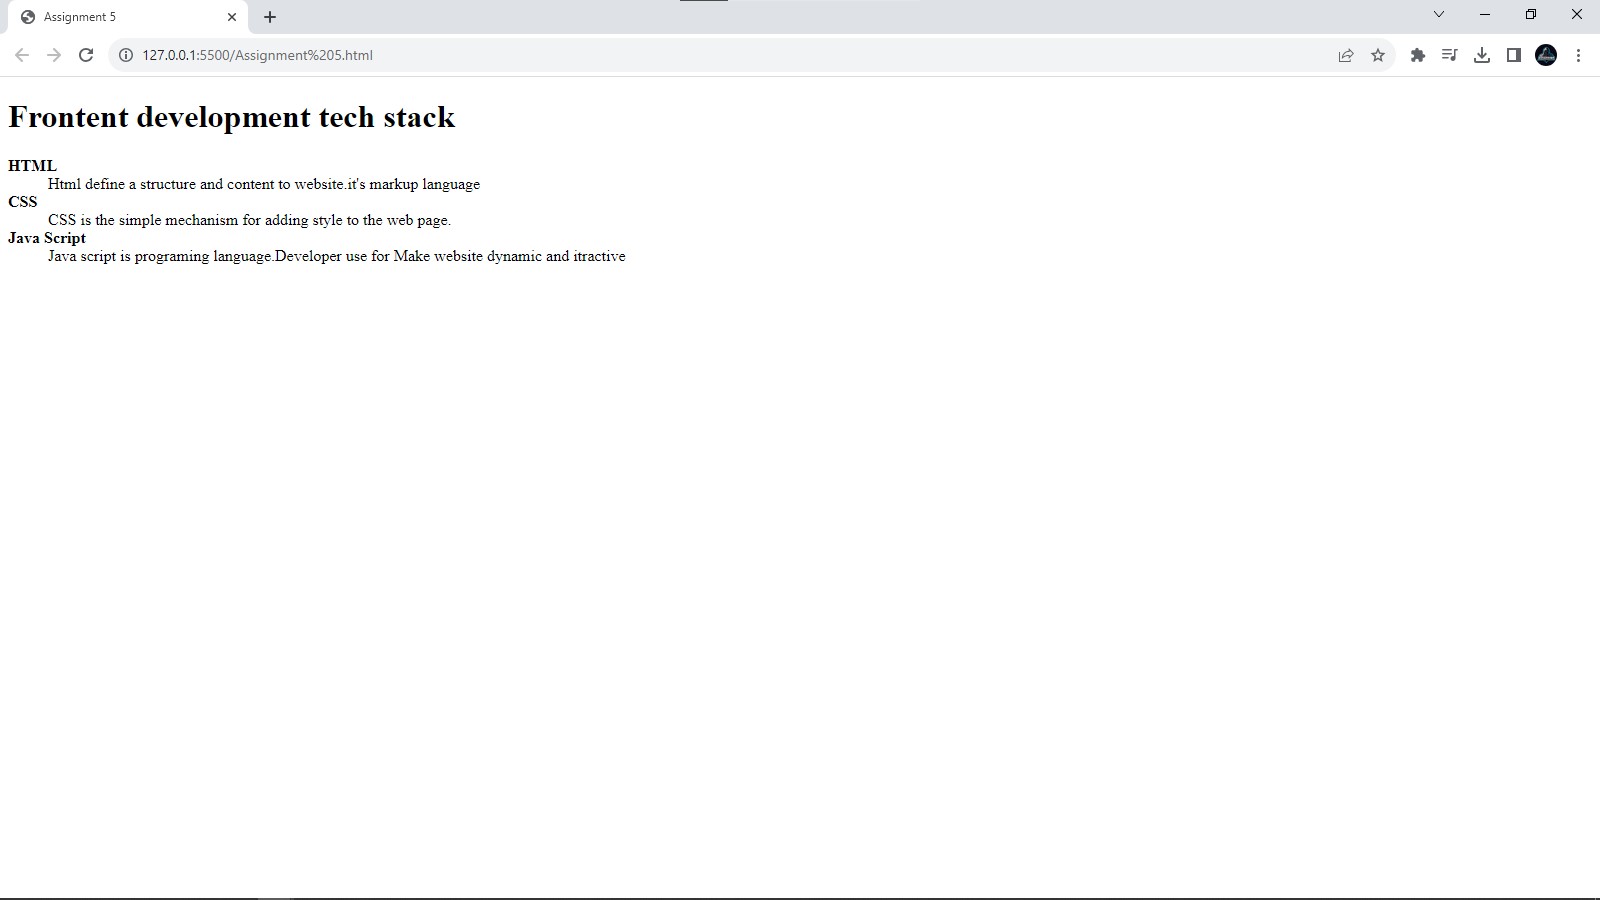 Assignment 5
127.0.0.1:5500/Assignment%205.html
Frontent development tech stack
HTML
Html define a structure and content to website.it's markup language
CSS
CSS is the simple mechanism for adding style to the web page.
Java Script
Java script is programing language.Developer use for Make website dynamic and itractive